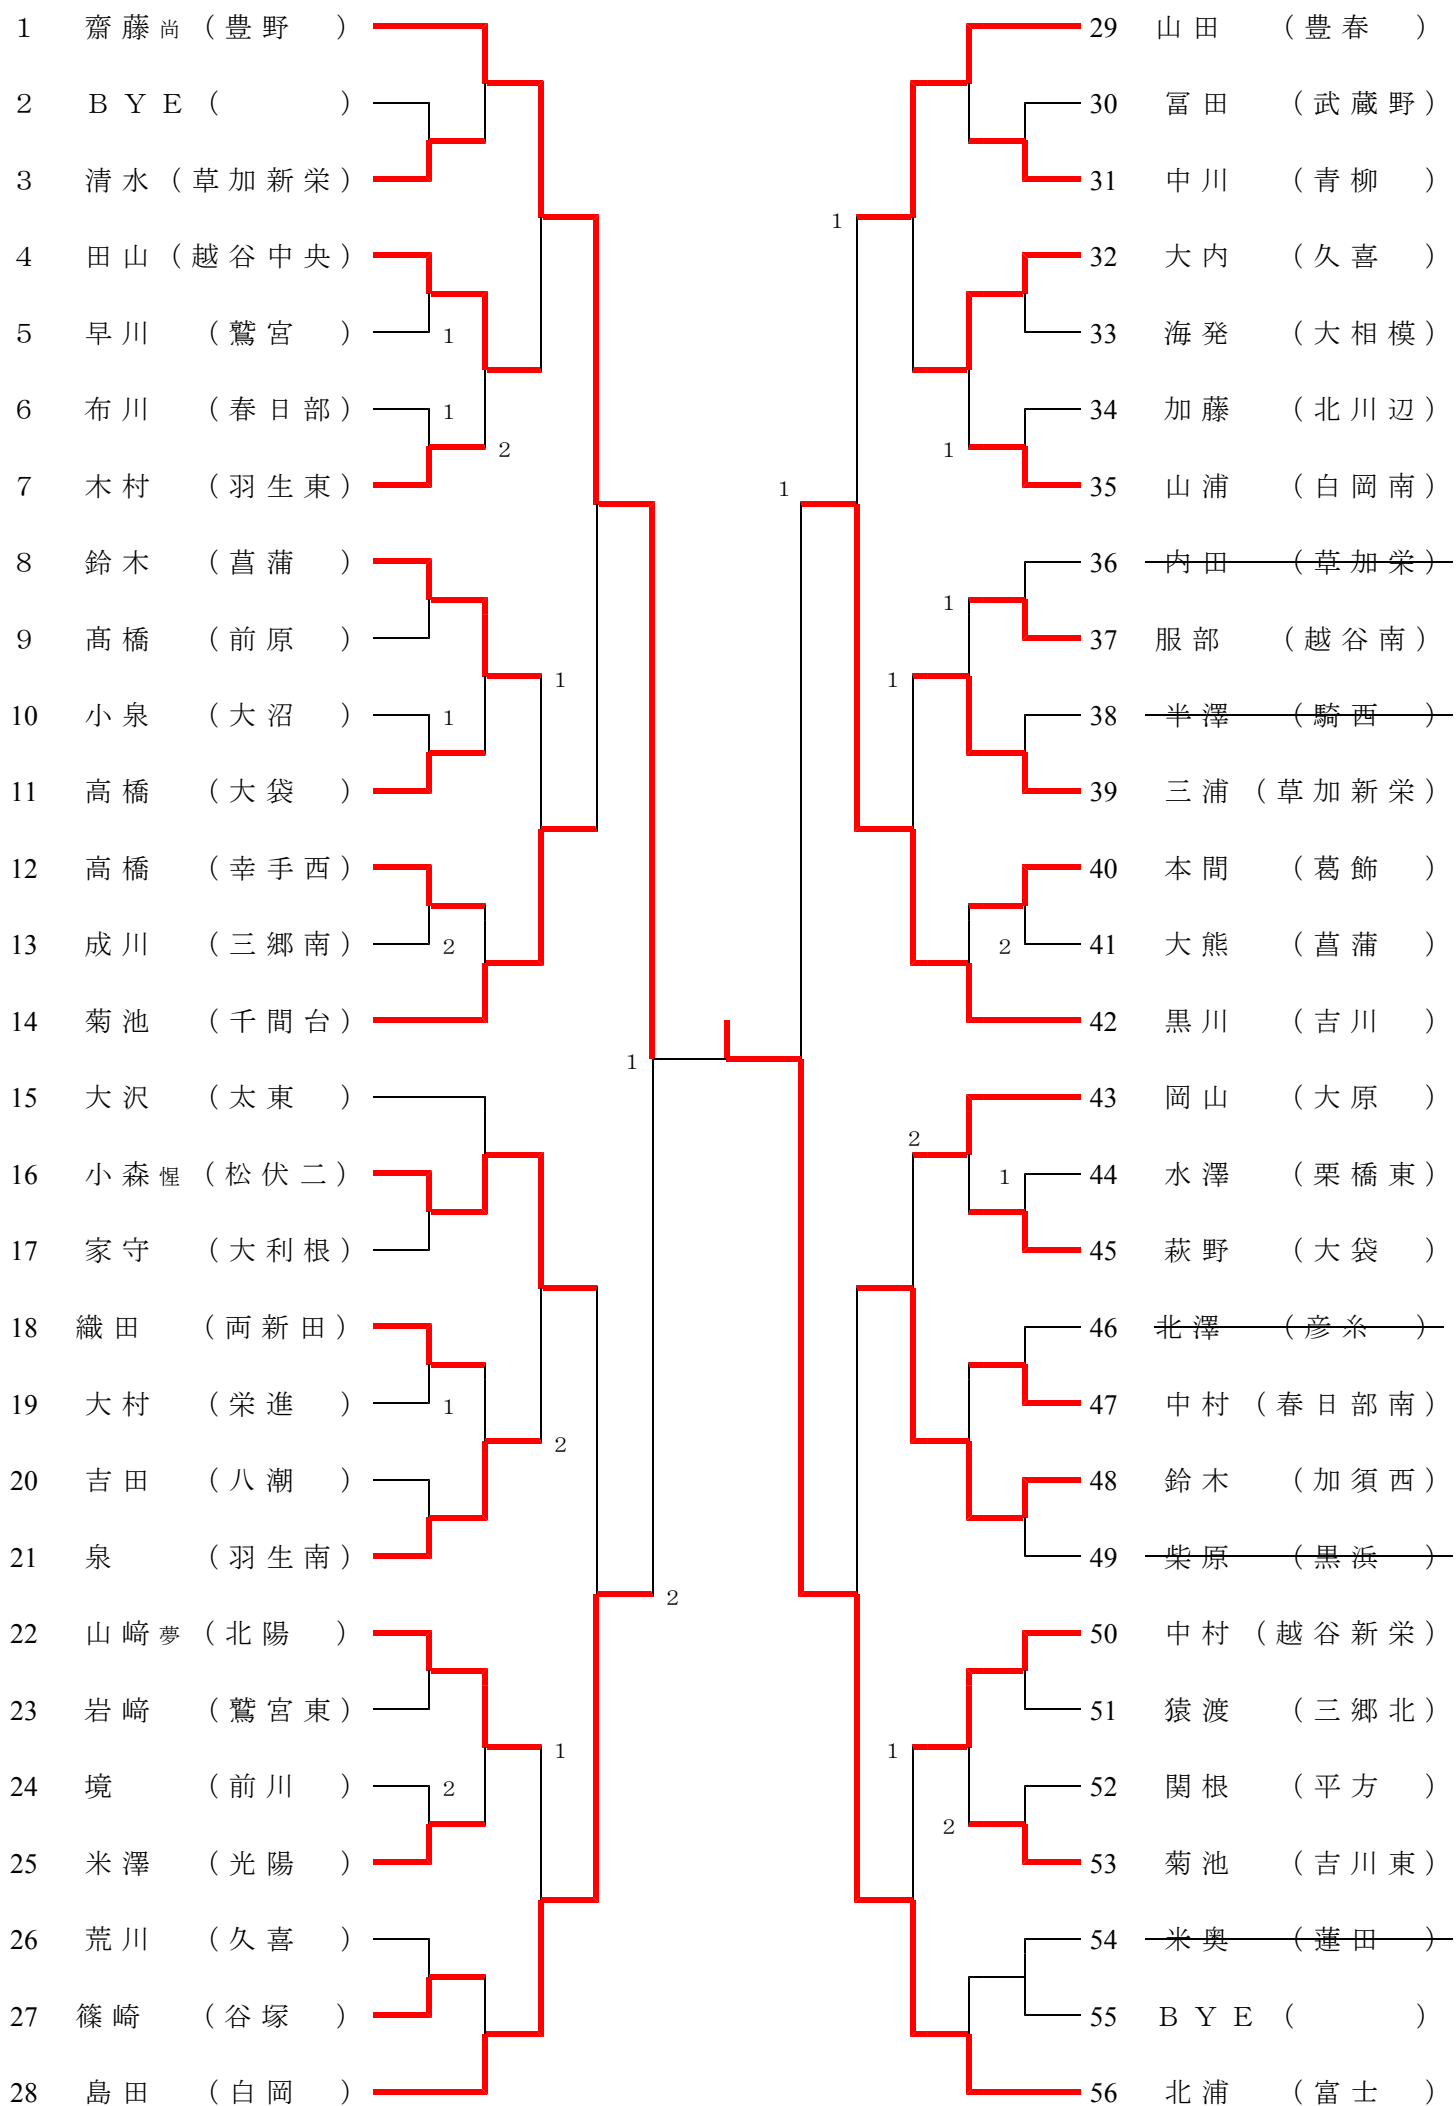 1 齋藤尚 (豊野 )
2 ＢＹＥ( )
3 清水(草加新栄)
4 田山(越谷中央)
5 早川 (鷲宮 )
1
6 布川 (春日部)
1
2
7 木村 (羽生東)
8 鈴木 (菖蒲 )
9 髙橋 (前原 )
1
10 小泉 (大沼 )
1
11 高橋 (大袋 )
12 高橋 (幸手西)
13 成川 (三郷南)
2
14 菊池 (千間台)
1
15 大沢 (太東 )
16 小森惺 (松伏二)
17 家守 (大利根)
18 織田 (両新田)
19 大村 (栄進 )
1
2
20 吉田 (八潮 )
21 泉 (羽生南)
2
22 山﨑夢 (北陽 )
23 岩﨑 (鷲宮東)
1
24 境 (前川 )
2
25 米澤 (光陽 )
26 荒川 (久喜 )
27 篠崎 (谷塚 )
28 島田 (白岡 )
29 山田 (豊春 )
30 冨田 (武蔵野)
31 中川 (青柳 )
1
32 大内 (久喜 )
33 海発 (大相模)
34 加藤 (北川辺)
1
35 山浦 (白岡南)
1
36 内田 (草加栄)
1
37 服部 (越谷南)
1
38 半澤 (騎西 )
39 三浦 (草加新栄)
40 本間 (葛飾 )
41 大熊 (菖蒲 )
2
42 黒川 (吉川 )
43 岡山 (大原 )
2
44 水澤 (栗橋東)
1
45 萩野 (大袋 )
46 北澤 (彦糸 )
47 中村 (春日部南)
48 鈴木 (加須西)
49 柴原 (黒浜 )
50 中村 (越谷新栄)
51 猿渡 (三郷北)
1
52 関根 (平方 )
2
53 菊池 (吉川東)
54 米奥 (蓮田 )
55 ＢＹＥ ( )
56 北浦 (富士 )